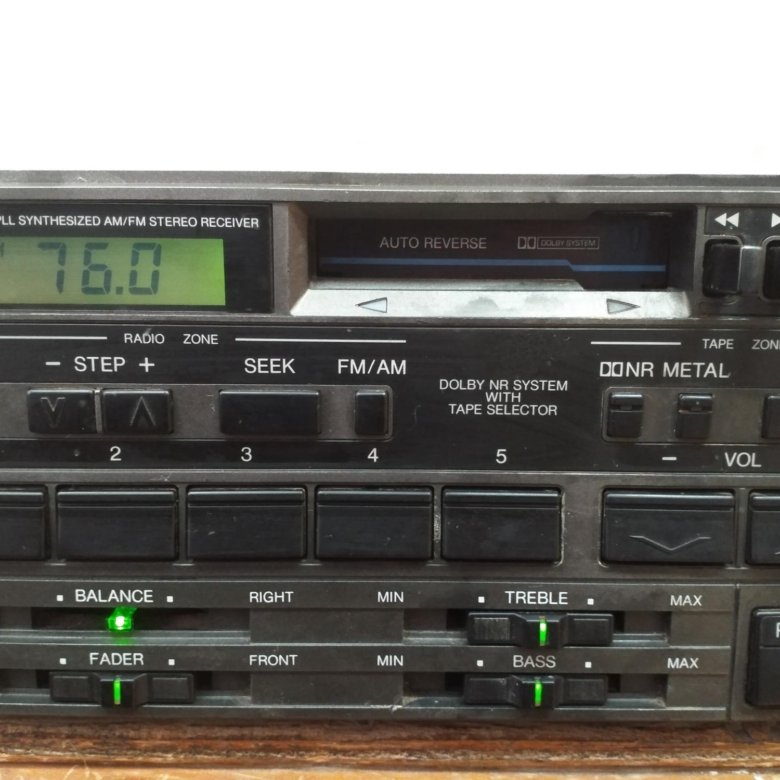 PLL SYNTHESIZED AM/FM STEREO RECEIVER
76.0
AUTO REVERSE DOLBY SYSTEM
RADIO ZONE
TAPE ZONE
− STEP + SEEK FM/AM
DOLBY NR SYSTEM
WITH
TAPE SELECTOR
NR METAL
2 3 4 5 − VOL
BALANCE RIGHT MIN TREBLE MAX
FADER FRONT MIN BASS MAX